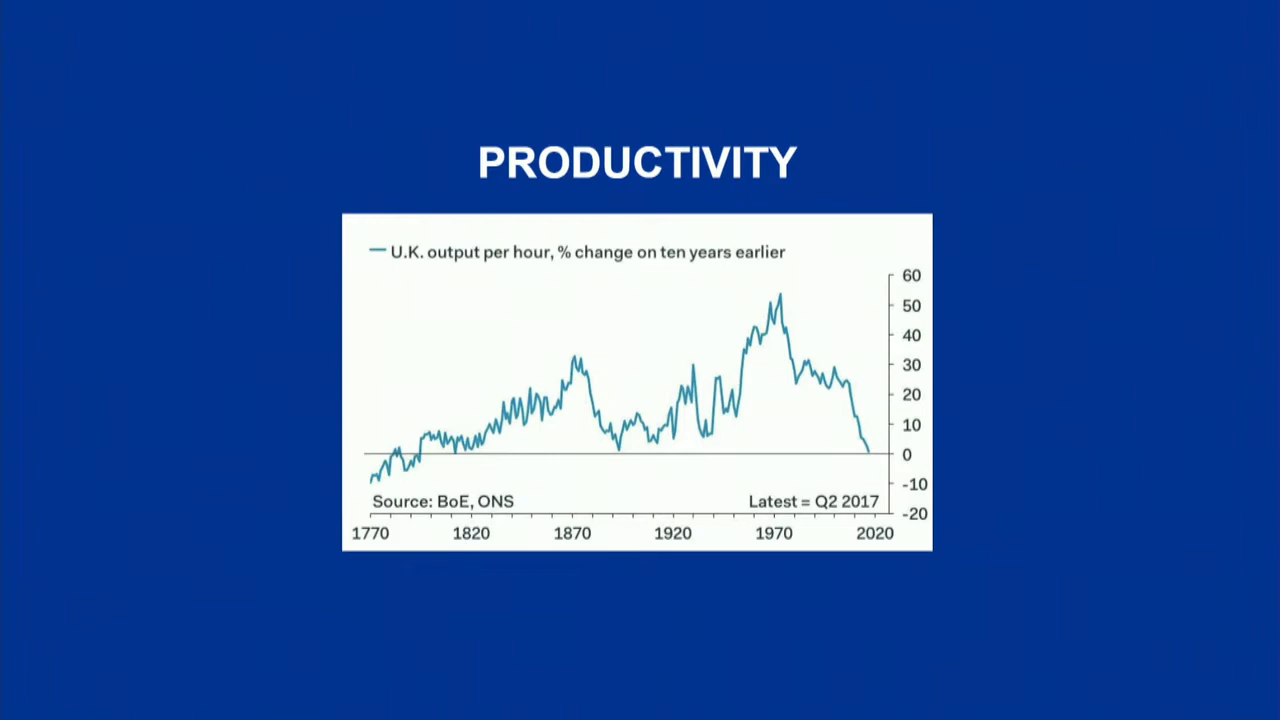 PRODUCTIVITY
U.K. output per hour, % change on ten years earlier
60
50
40
30
20
10
0
-10
-20
Source: BoE, ONS Latest = Q2 2017
1770 1820 1870 1920 1970 2020